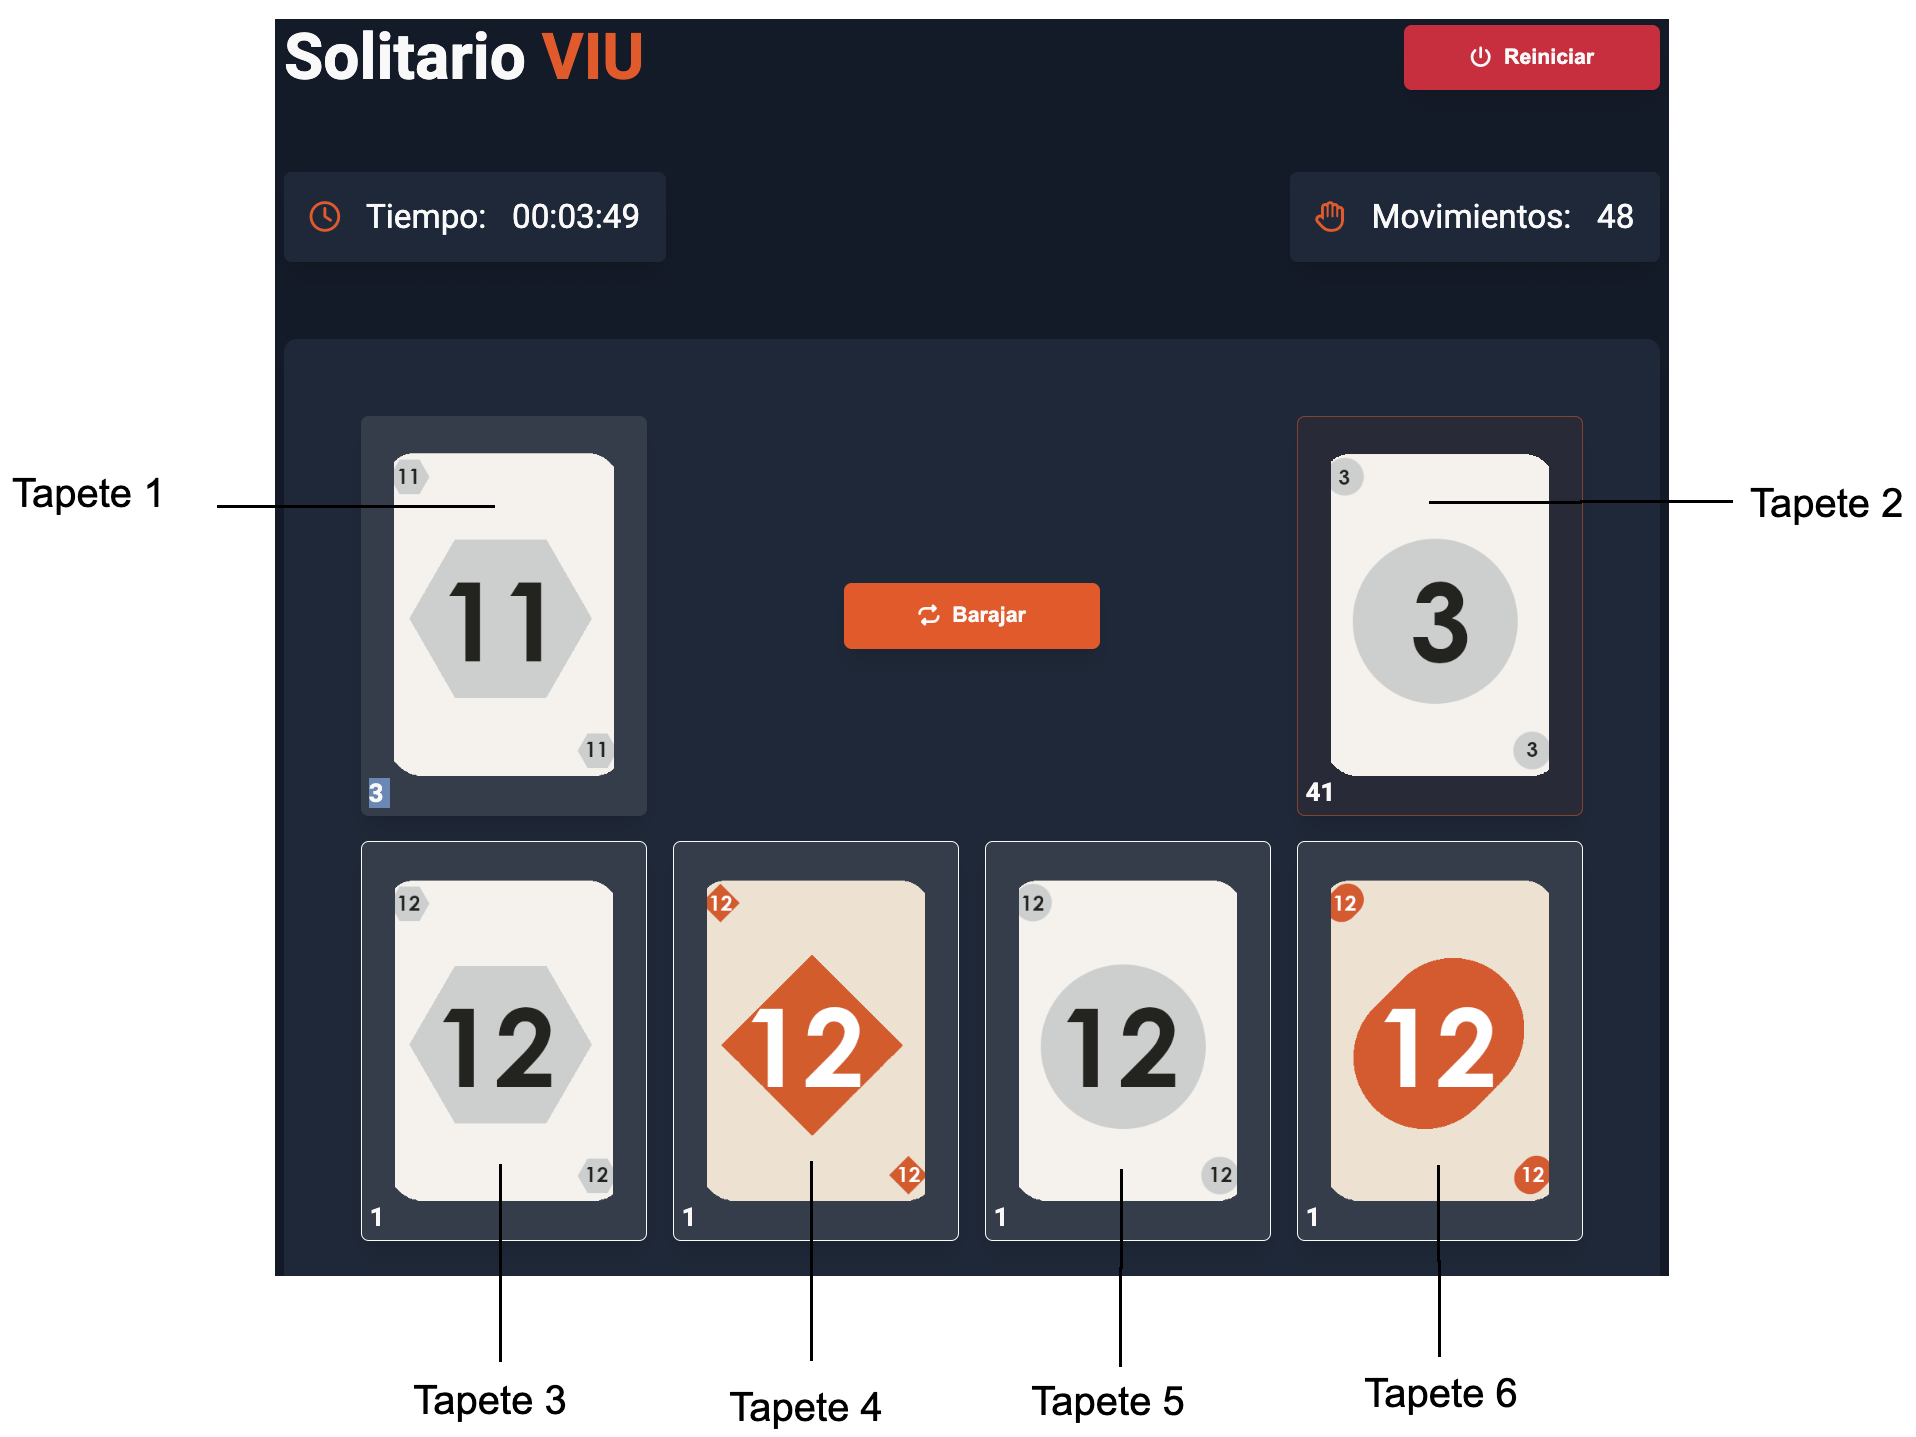 Solitario VIU
Reiniciar
Tiempo: 00:03:49
Movimientos: 48
Tapete 1
11
11
11
3
Barajar
3
3
3
41
Tapete 2
12
12
12
1
12
12
12
1
12
12
12
1
12
12
12
1
Tapete 3
Tapete 4
Tapete 5
Tapete 6